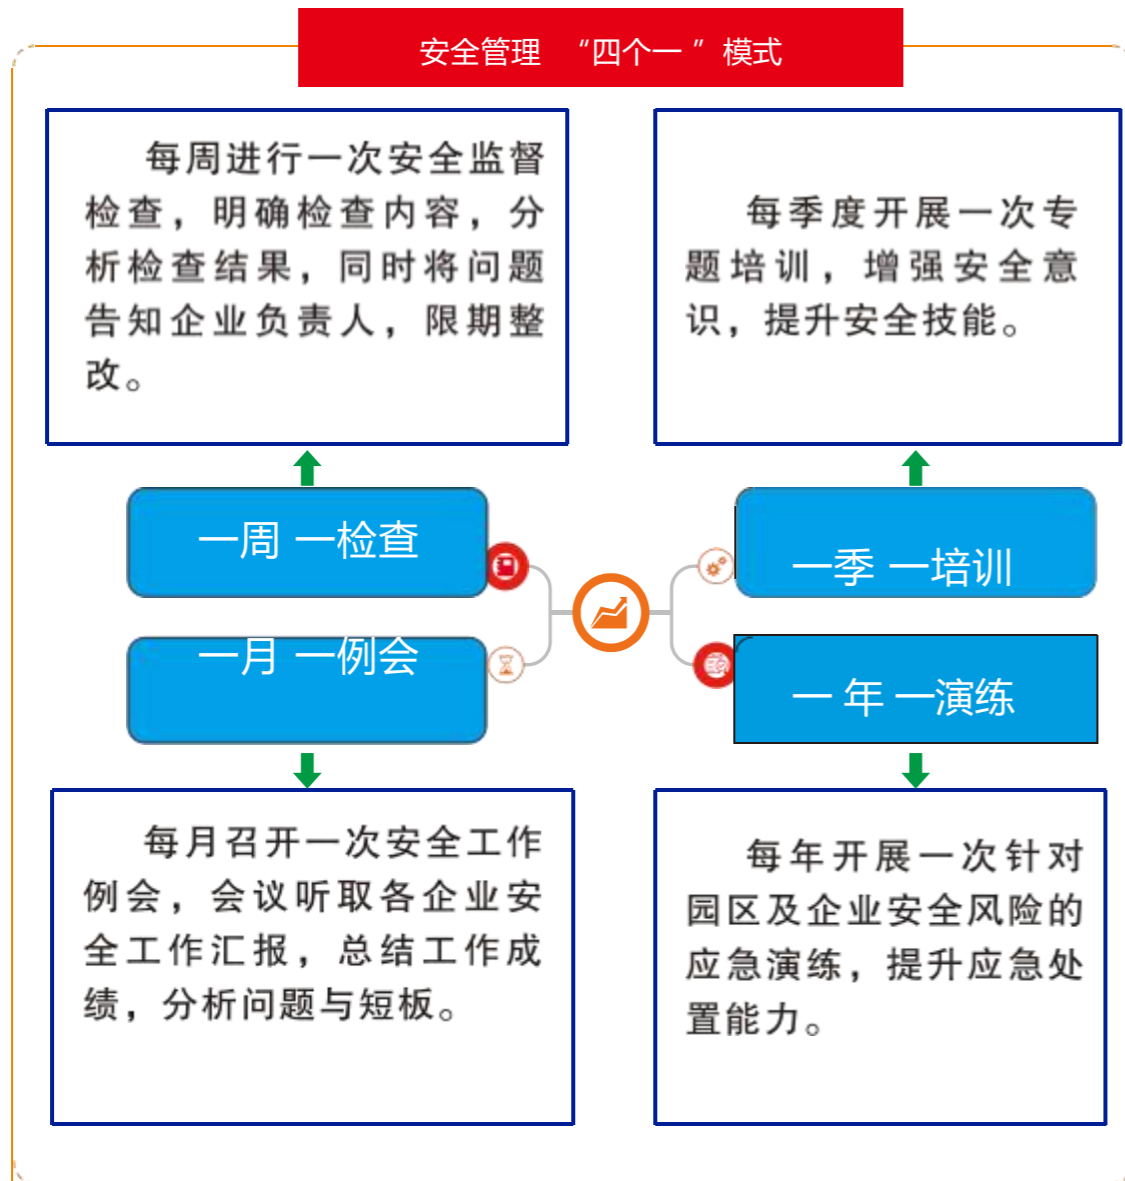 安全管理 “四个一 ”模式
每周进行一次安全监督
检查，明确检查内容，分
析检查结果，同时将问题
告知企业负责人，限期整
改。
每季度开展一次专
题培训，增强安全意
识，提升安全技能。
一周 一检查
一季 一培训
一月 一例会
一 年 一演练
每月召开一次安全工作
例会，会议听取各企业安
全工作汇报，总结工作成
绩，分析问题与短板。
每年开展一次针对
园区及企业安全风险的
应急演练，提升应急处
置能力。